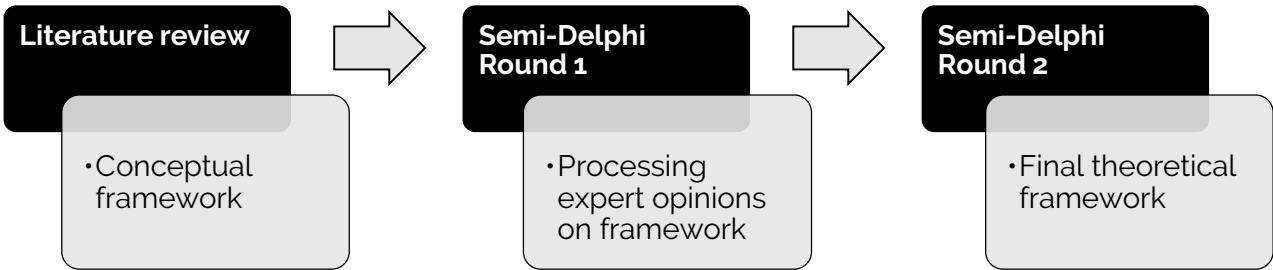 Literature review
•Conceptual
framework
Semi-Delphi
Round 1
•Processing
expert opinions
on framework
Semi-Delphi
Round 2
•Final theoretical
framework